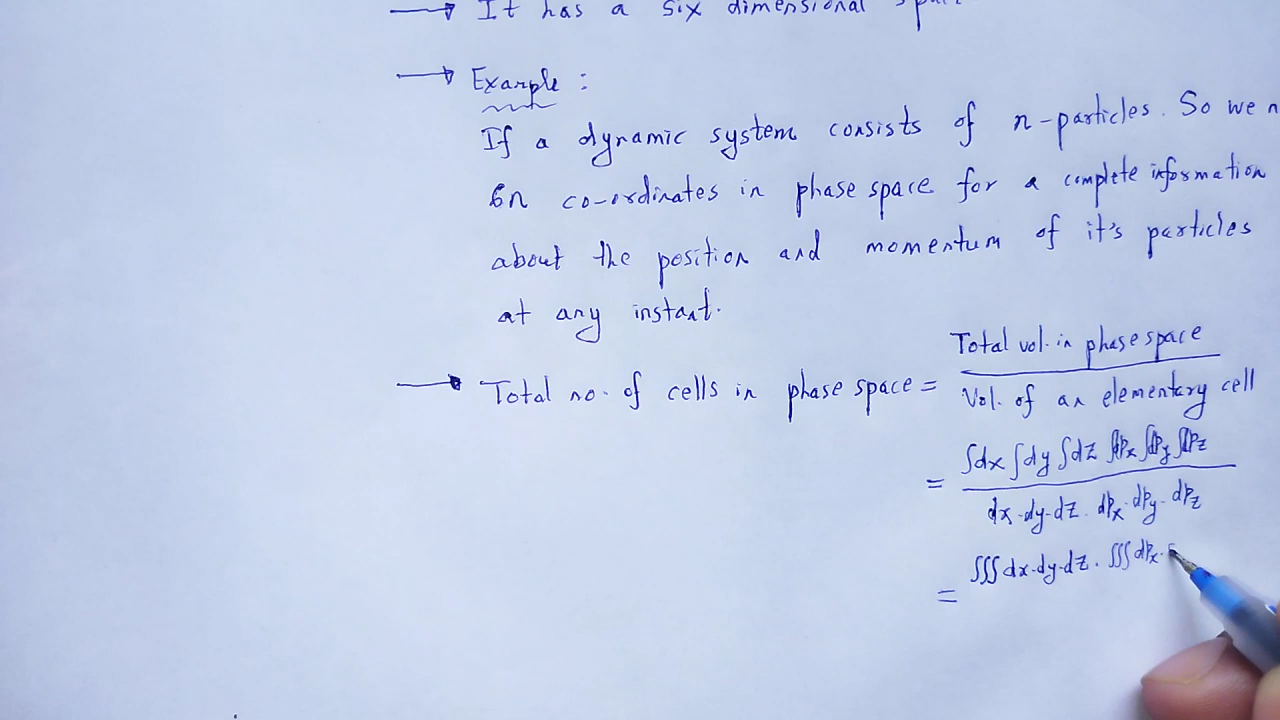 → It has a six dimensional
→ Example :
If a dynamic system consists of n-particles. So we
6n co-ordinates in phase space for a complete information
about the position and momentum of it's particles
at any instant.
→ Total no. of cells in phase space = Total vol. in phase space
Vol. of an elementary cell
= ∫dx ∫dy ∫dz ∫dpx ∫dpy ∫dpz
dx.dy.dz. dpx.dpy.dpz
= ∫∫∫ dx.dy.dz. ∫∫∫ dpx.